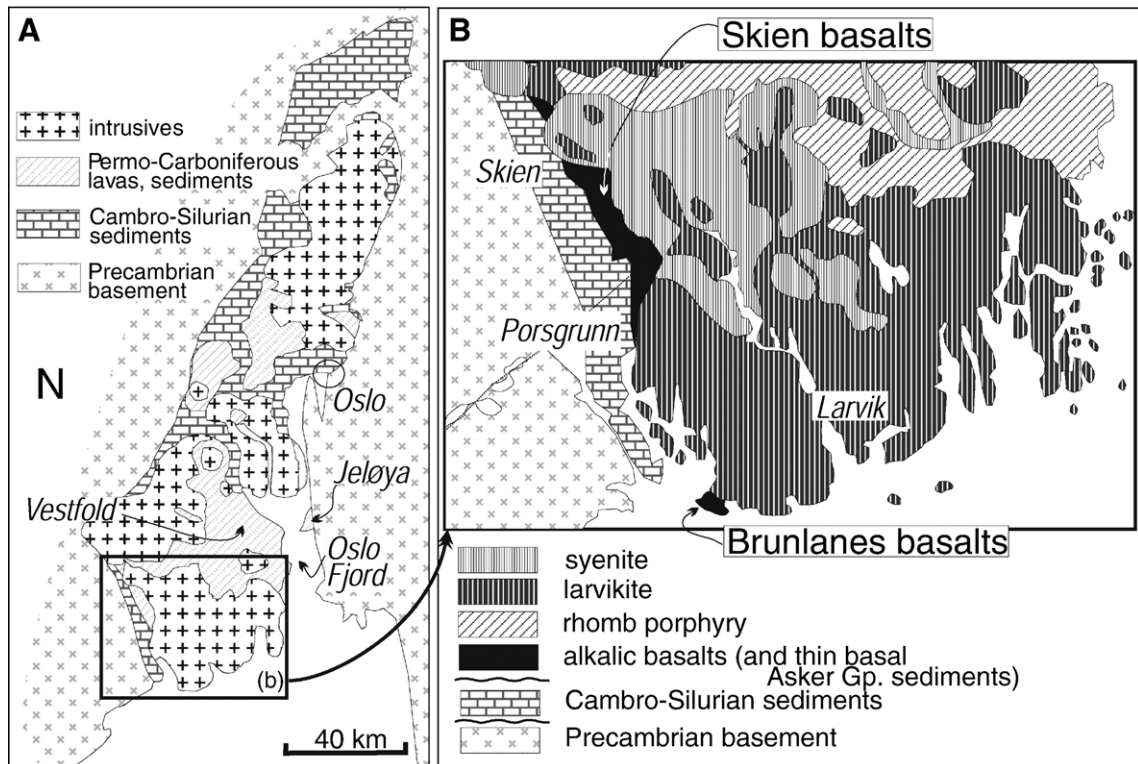 A
intrusives
Permo-Carboniferous
lavas, sediments
Cambro-Silurian
sediments
Precambrian
basement
N
Oslo
Jeløya
Vestfold
Oslo
Fjord
(b)
40 km
B
Skien basalts
Skien
Porsgrunn
Larvik
Brunlanes basalts
syenite
larvikite
rhomb porphyry
alkalic basalts (and thin basal
Asker Gp. sediments)
Cambro-Silurian sediments
Precambrian basement